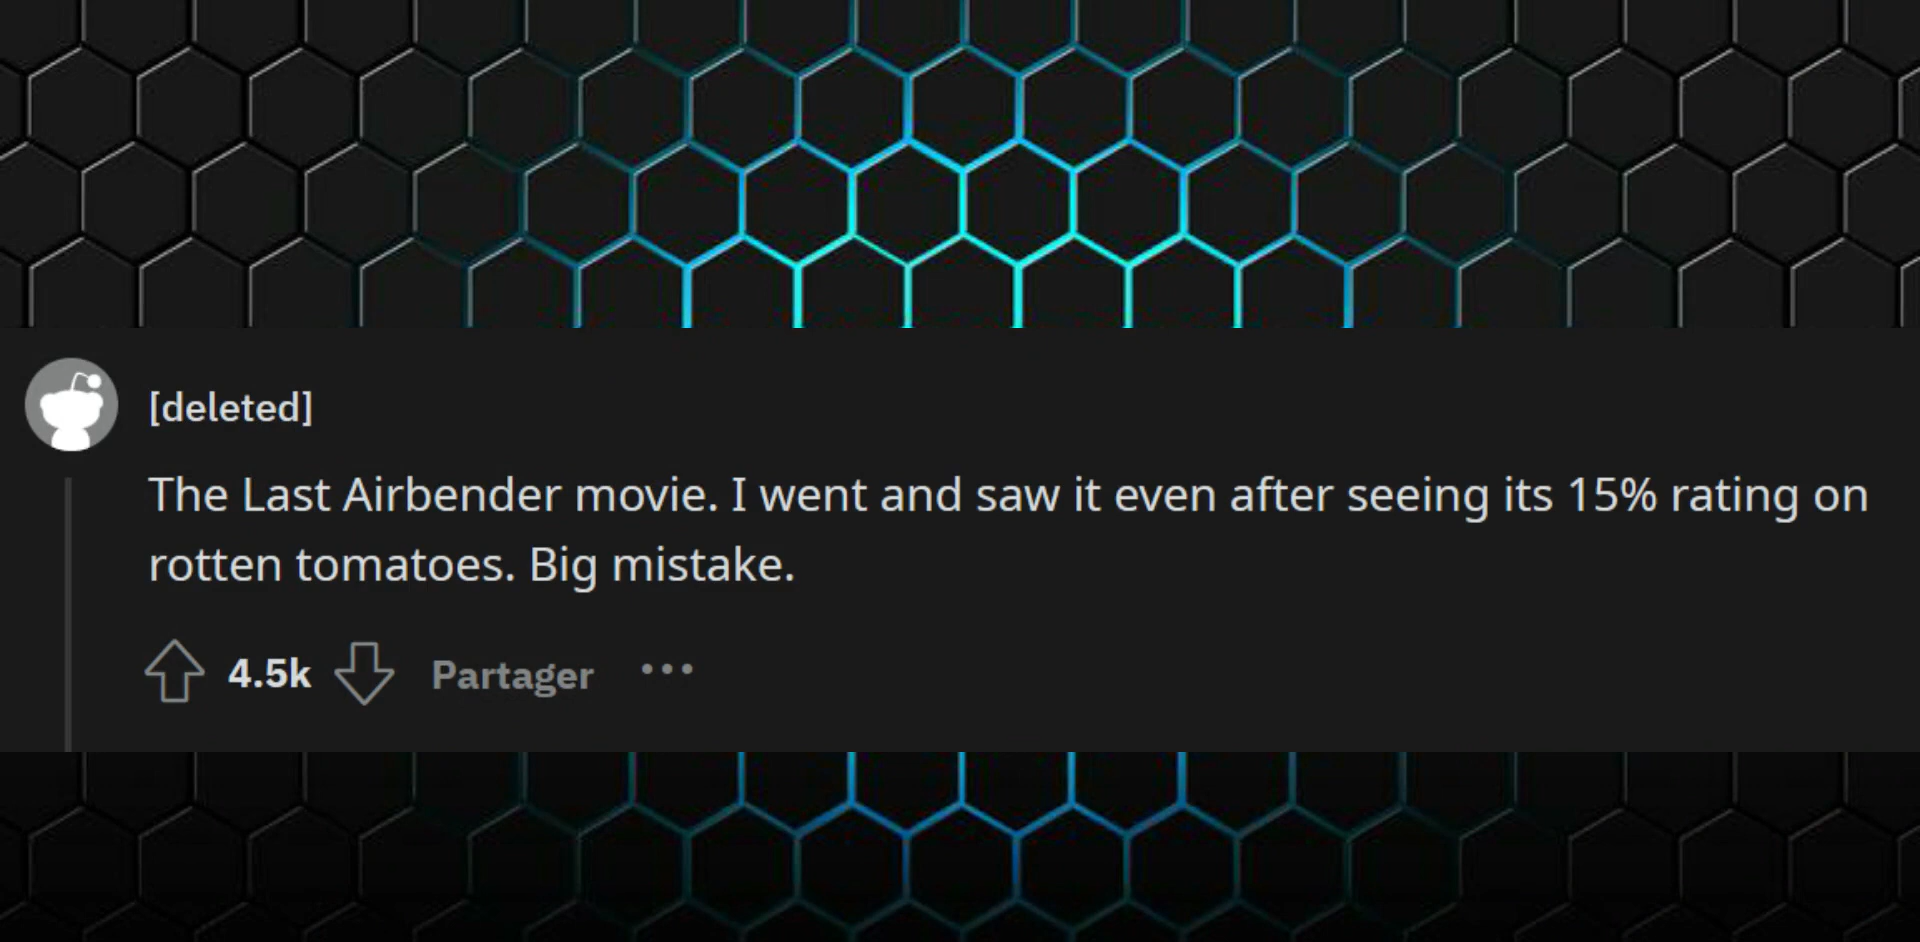 [deleted]
The Last Airbender movie. I went and saw it even after seeing its 15% rating on
rotten tomatoes. Big mistake.
4.5k Partager ...